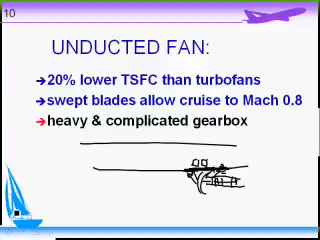 10
UNDUCTED FAN:
➔20% lower TSFC than turbofans
➔swept blades allow cruise to Mach 0.8
➔heavy & complicated gearbox